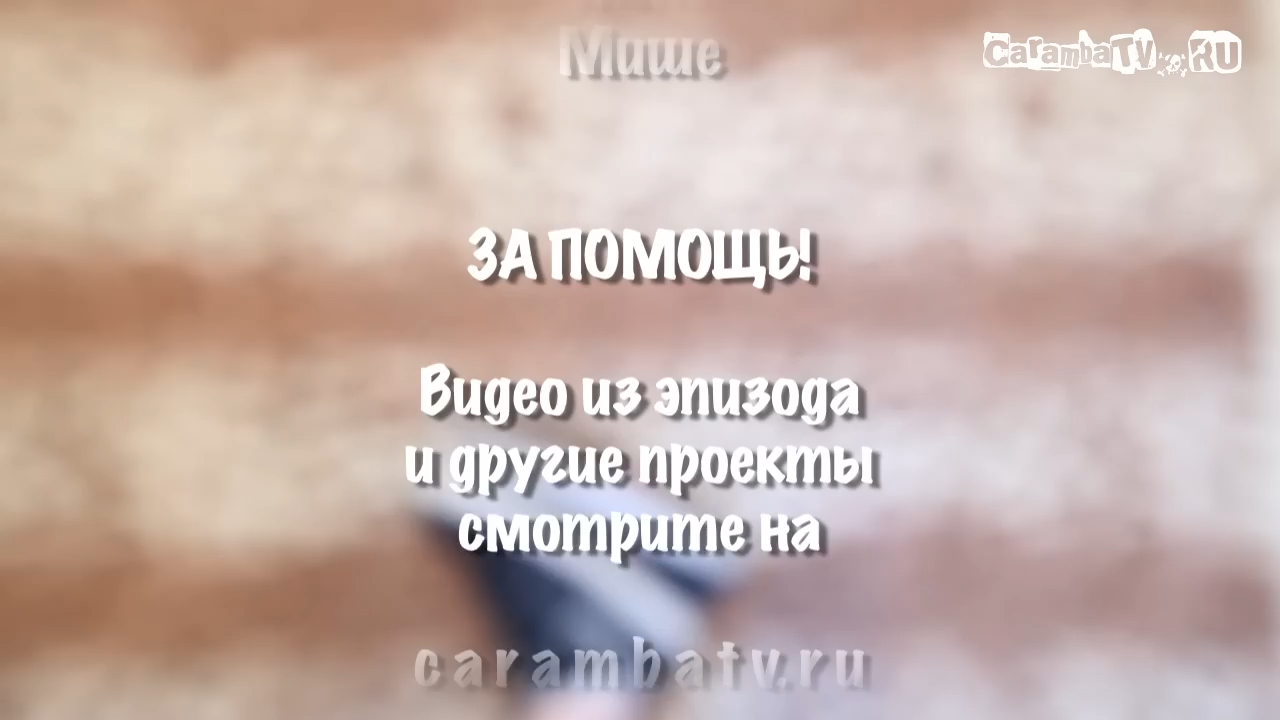 Мише
CarambaTV.RU
ЗА ПОМОЩЬ!
Видео из эпизода
и другие проекты
смотрите на
carambatv.ru